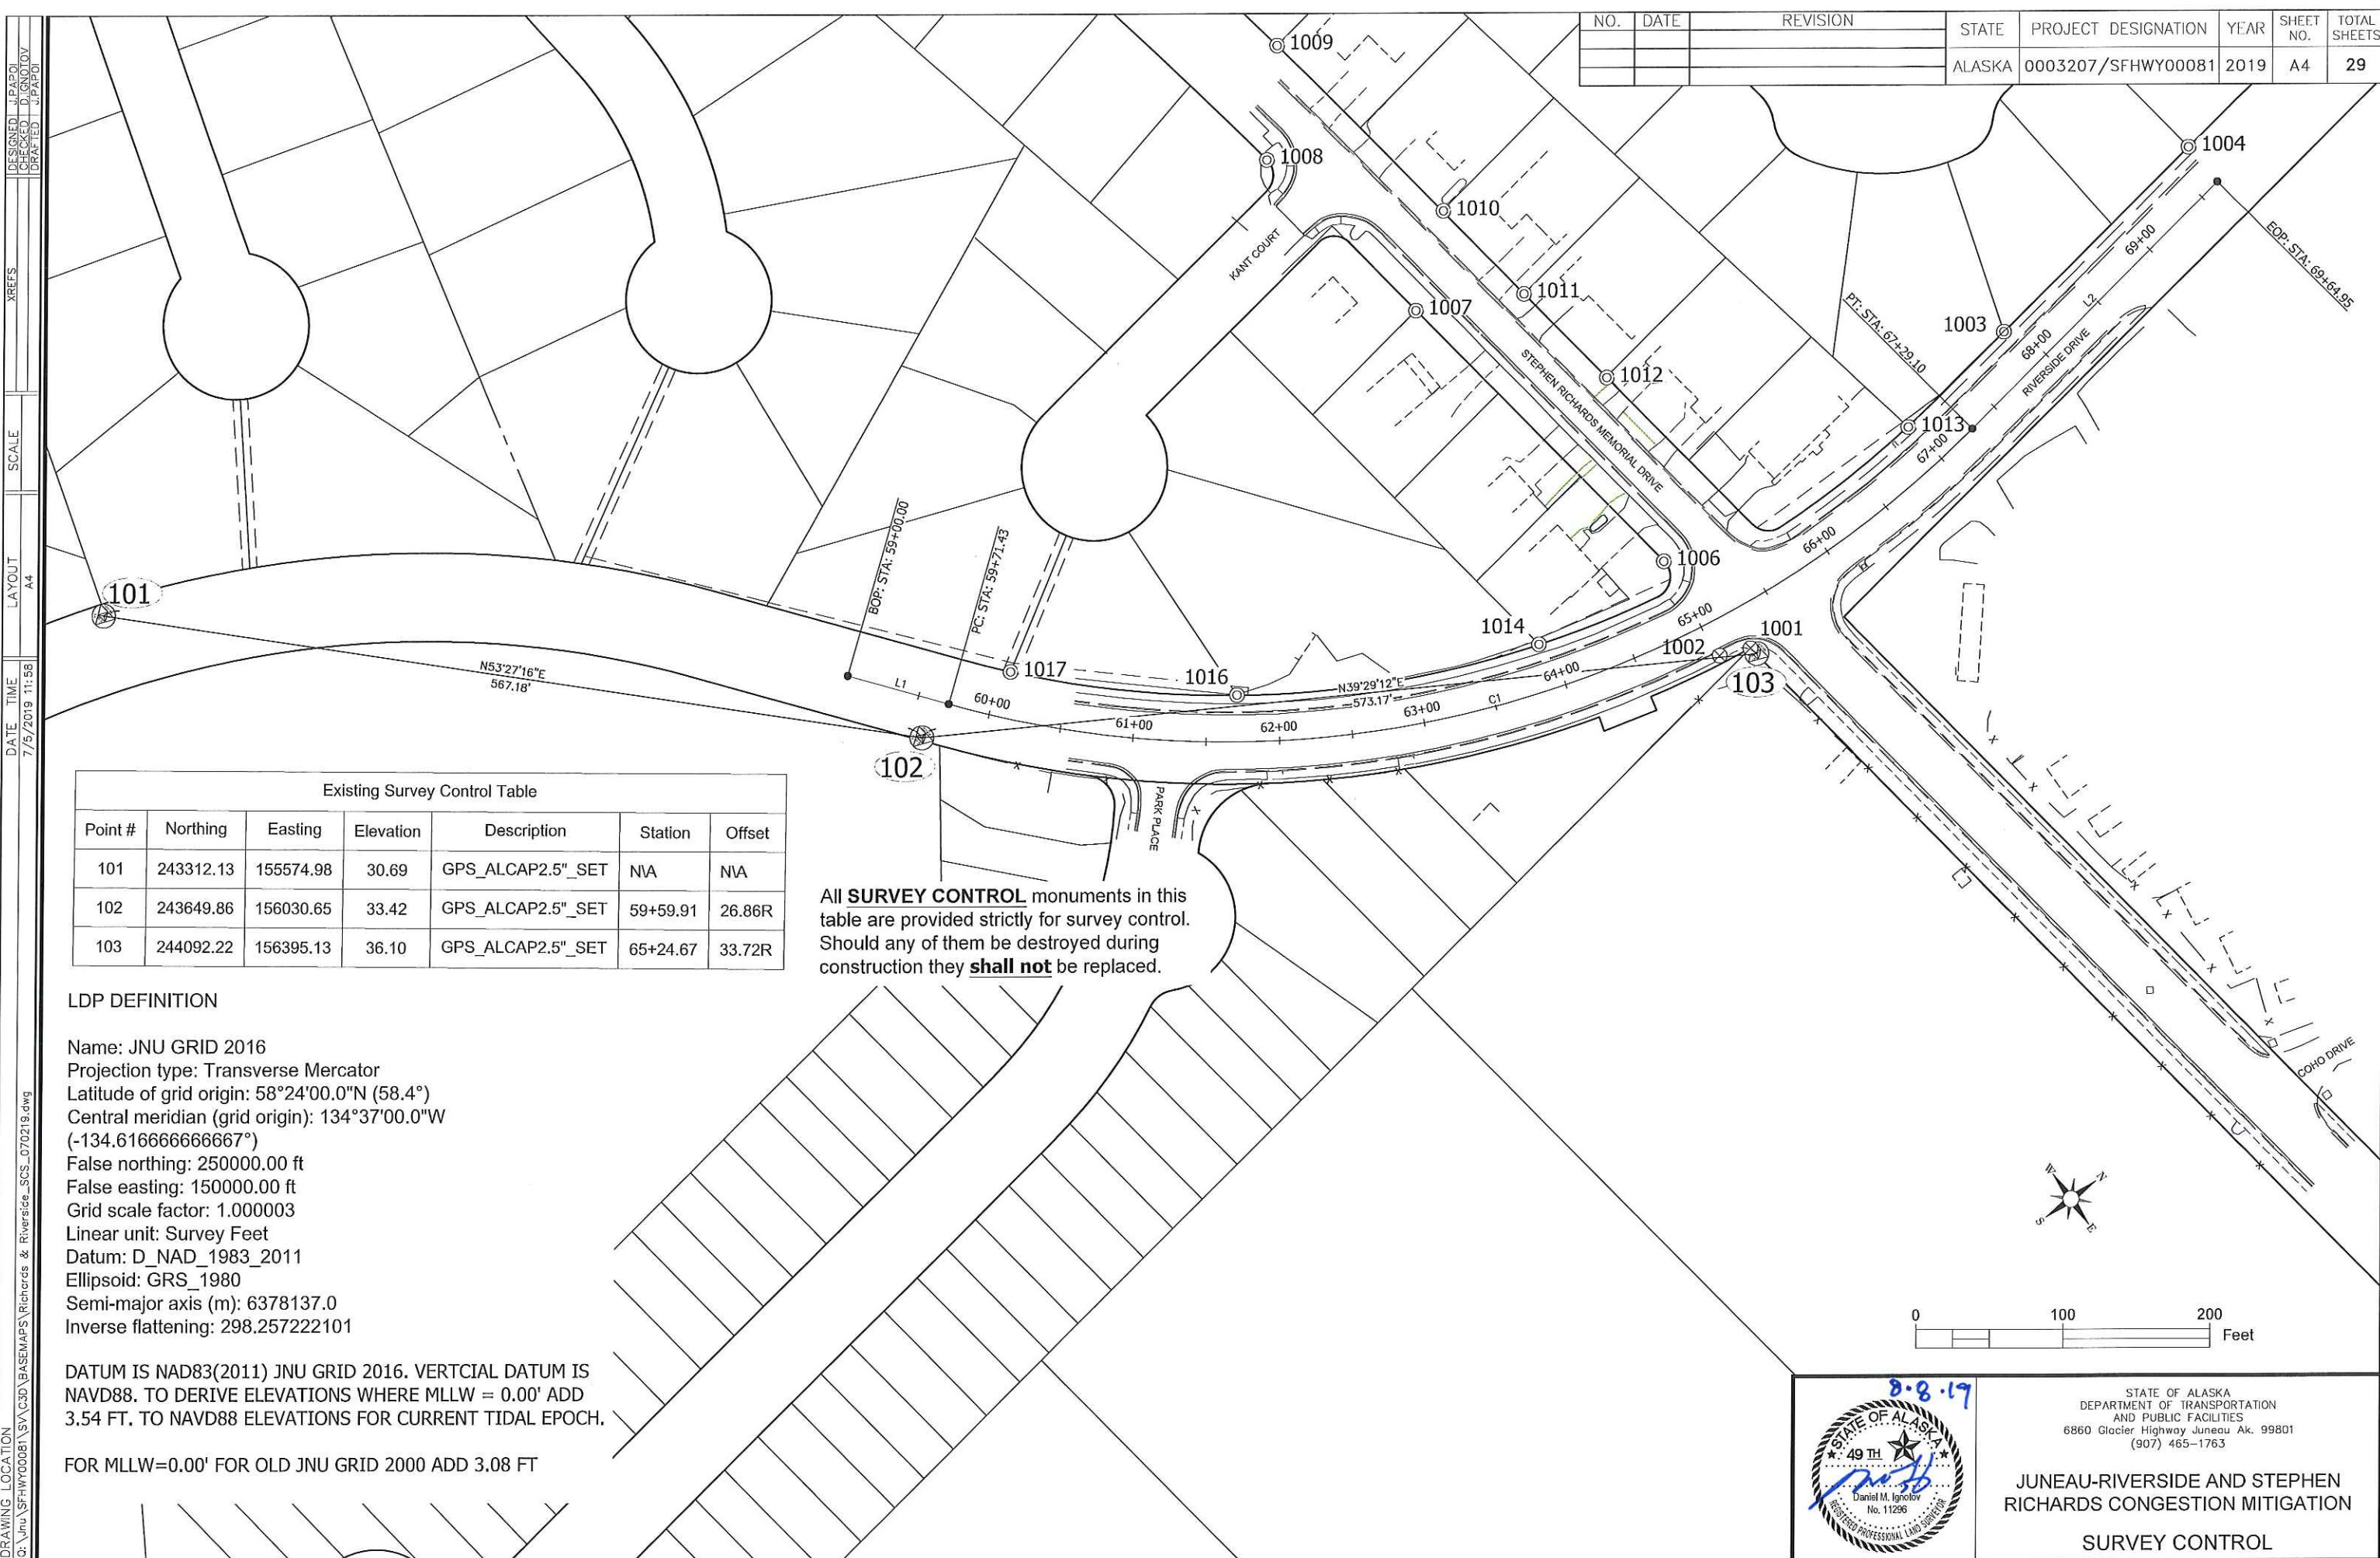 NO. DATE REVISION STATE PROJECT DESIGNATION YEAR SHEET NO. TOTAL SHEETS
ALASKA 0003207/SFHWY00081 2019 A4 29
DESIGNED J.PAPOI
CHECKED D.IGNOTOV
DRAFTED J.PAPOI
XREFS
SCALE
LAYOUT A4
DATE TIME 7/5/2019 11:58
DRAWING LOCATION
Q:\Jnu\SFHWY00081\SV\C3D\BASEMAPS\Richards & Riverside_SCS_070219.dwg
1009
1008
1004
1010
1011
1007
1003
1012
1013
1006
1014
1001
1002
1016
1017
101
102
103
KANT COURT
STEPHEN RICHARDS MEMORIAL DRIVE
RIVERSIDE DRIVE
PARK PLACE
COHO DRIVE
EOP: STA: 69+64.95
PT: STA: 67+29.10
BOP: STA: 59+00.00
PC: STA: 59+71.43
69+00
L2
68+00
67+00
66+00
65+00
64+00
C1
63+00
62+00
61+00
60+00
L1
N53°27'16"E
567.18'
N39°29'12"E
573.17'
Existing Survey Control Table
Point # Northing Easting Elevation Description Station Offset
101 243312.13 155574.98 30.69 GPS_ALCAP2.5"_SET N\A N\A
102 243649.86 156030.65 33.42 GPS_ALCAP2.5"_SET 59+59.91 26.86R
103 244092.22 156395.13 36.10 GPS_ALCAP2.5"_SET 65+24.67 33.72R
All SURVEY CONTROL monuments in this
table are provided strictly for survey control.
Should any of them be destroyed during
construction they shall not be replaced.
LDP DEFINITION
Name: JNU GRID 2016
Projection type: Transverse Mercator
Latitude of grid origin: 58°24'00.0"N (58.4°)
Central meridian (grid origin): 134°37'00.0"W
(-134.616666666667°)
False northing: 250000.00 ft
False easting: 150000.00 ft
Grid scale factor: 1.000003
Linear unit: Survey Feet
Datum: D_NAD_1983_2011
Ellipsoid: GRS_1980
Semi-major axis (m): 6378137.0
Inverse flattening: 298.257222101
DATUM IS NAD83(2011) JNU GRID 2016. VERTCIAL DATUM IS
NAVD88. TO DERIVE ELEVATIONS WHERE MLLW = 0.00' ADD
3.54 FT. TO NAVD88 ELEVATIONS FOR CURRENT TIDAL EPOCH.
FOR MLLW=0.00' FOR OLD JNU GRID 2000 ADD 3.08 FT
W N
S E
0 100 200
Feet
8.8.19
STATE OF ALASKA
49 TH
Daniel M. Ignotov
No. 11296
REGISTERED PROFESSIONAL LAND SURVEYOR
STATE OF ALASKA
DEPARTMENT OF TRANSPORTATION
AND PUBLIC FACILITIES
6860 Glacier Highway Juneau Ak. 99801
(907) 465-1763
JUNEAU-RIVERSIDE AND STEPHEN
RICHARDS CONGESTION MITIGATION
SURVEY CONTROL